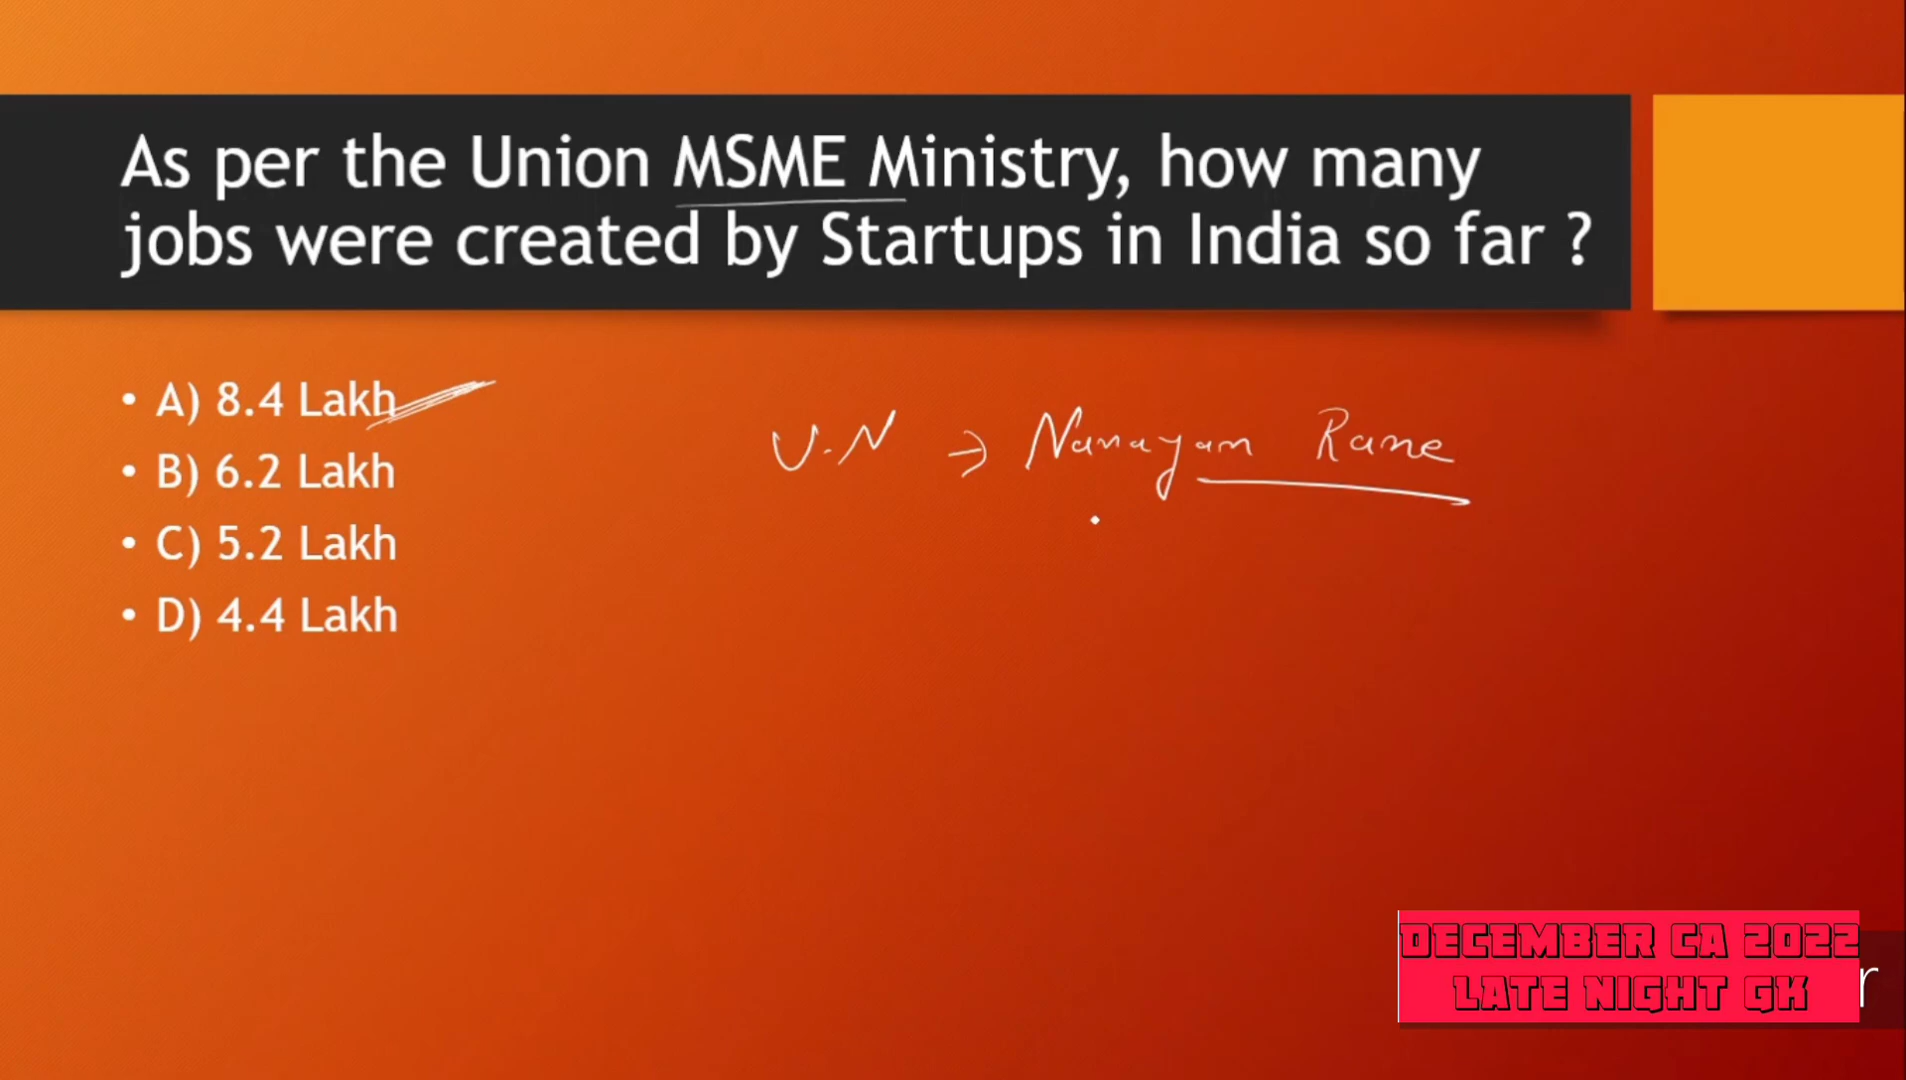 As per the Union MSME Ministry, how many
jobs were created by Startups in India so far ?
• A) 8.4 Lakh
• B) 6.2 Lakh
• C) 5.2 Lakh
• D) 4.4 Lakh
U.N → Narayan Rane
DECEMBER CA 2022
LATE NIGHT GK
r